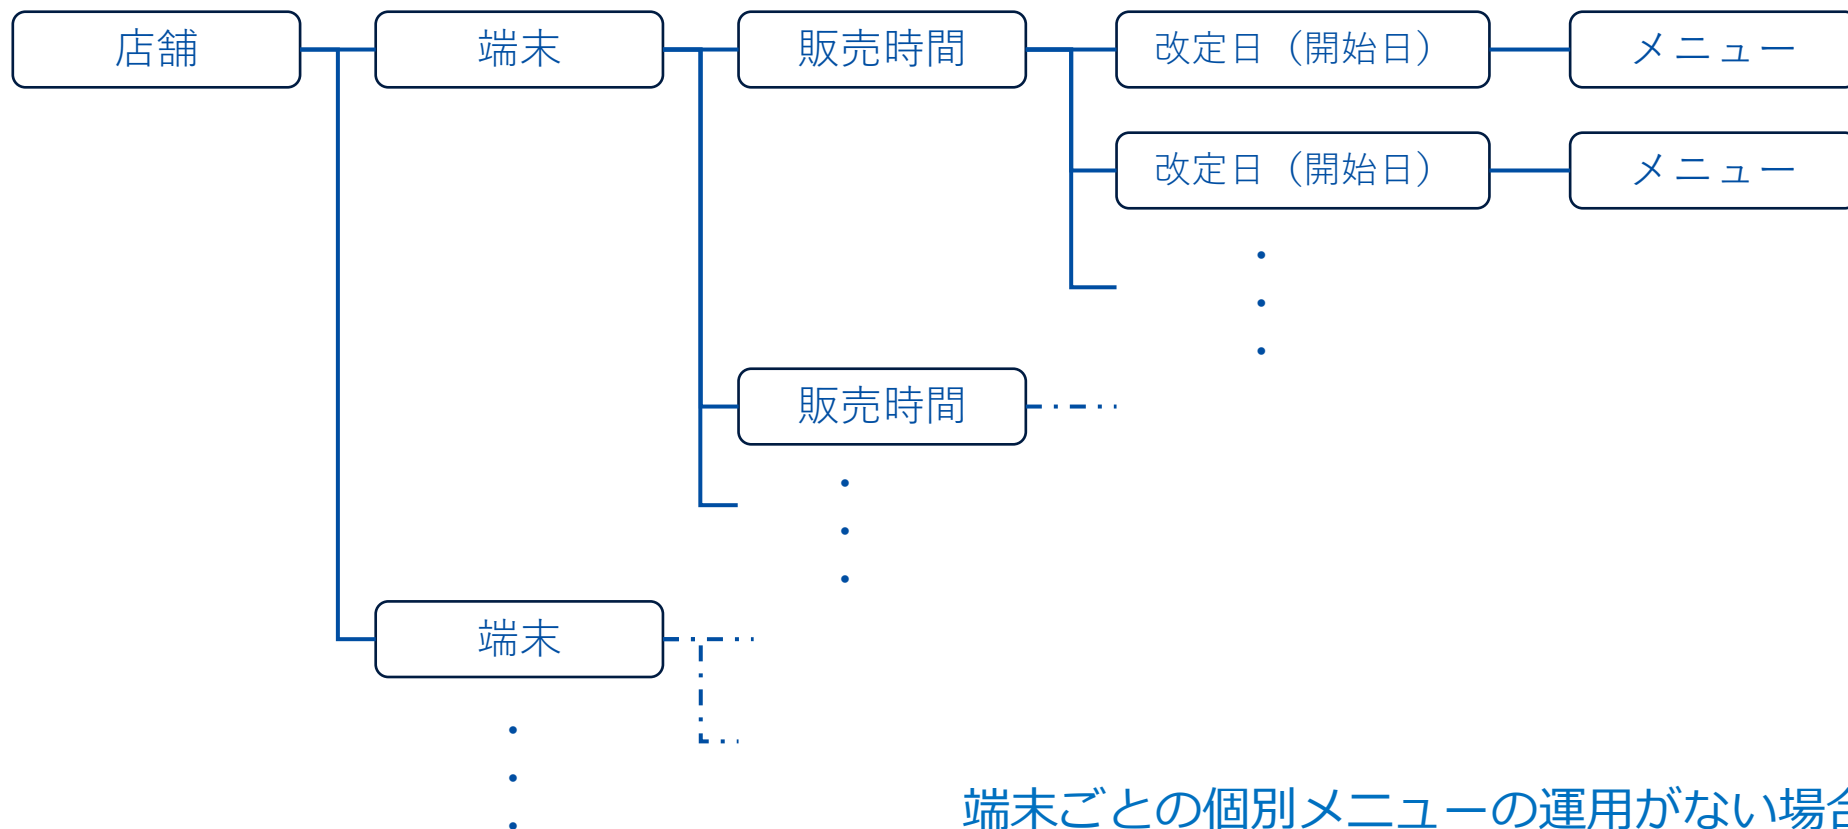 店舗
端末
販売時間
改定日（開始日）
メニュー
改定日（開始日）
メニュー
販売時間
端末
端末ごとの個別メニューの運用がない場合